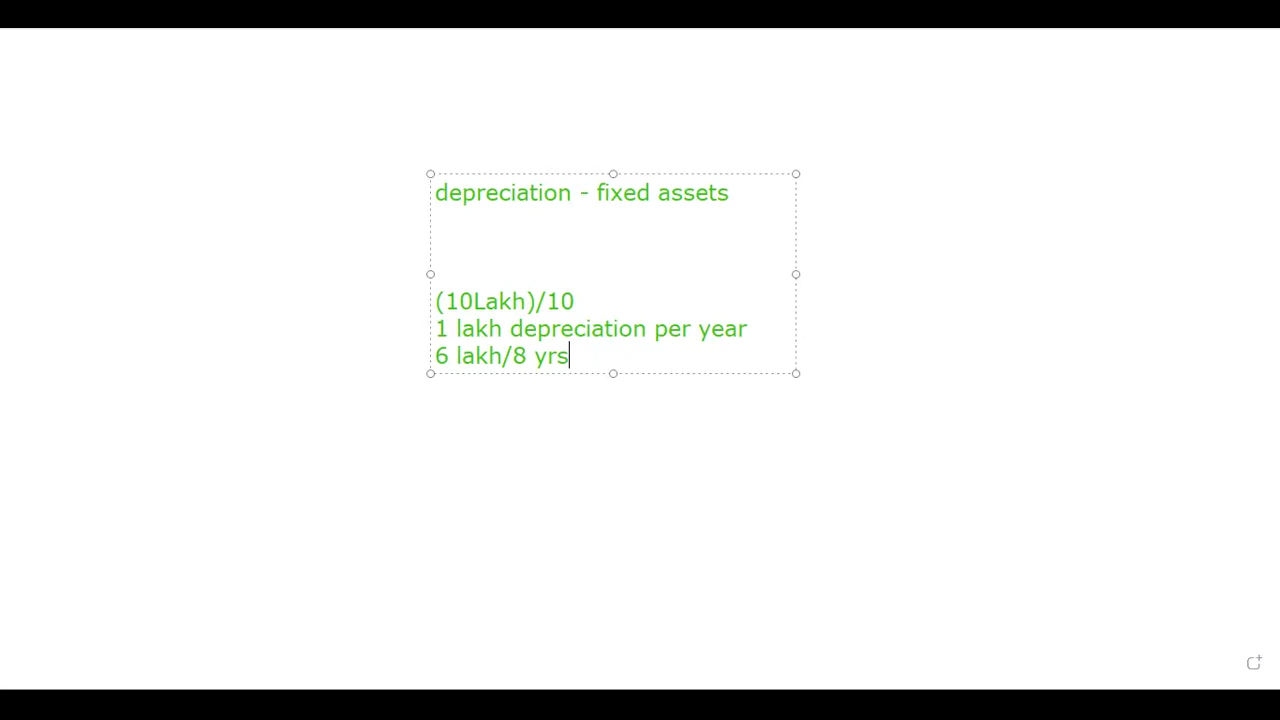 depreciation - fixed assets
(10Lakh)/10
1 lakh depreciation per year
6 lakh/8 yrs